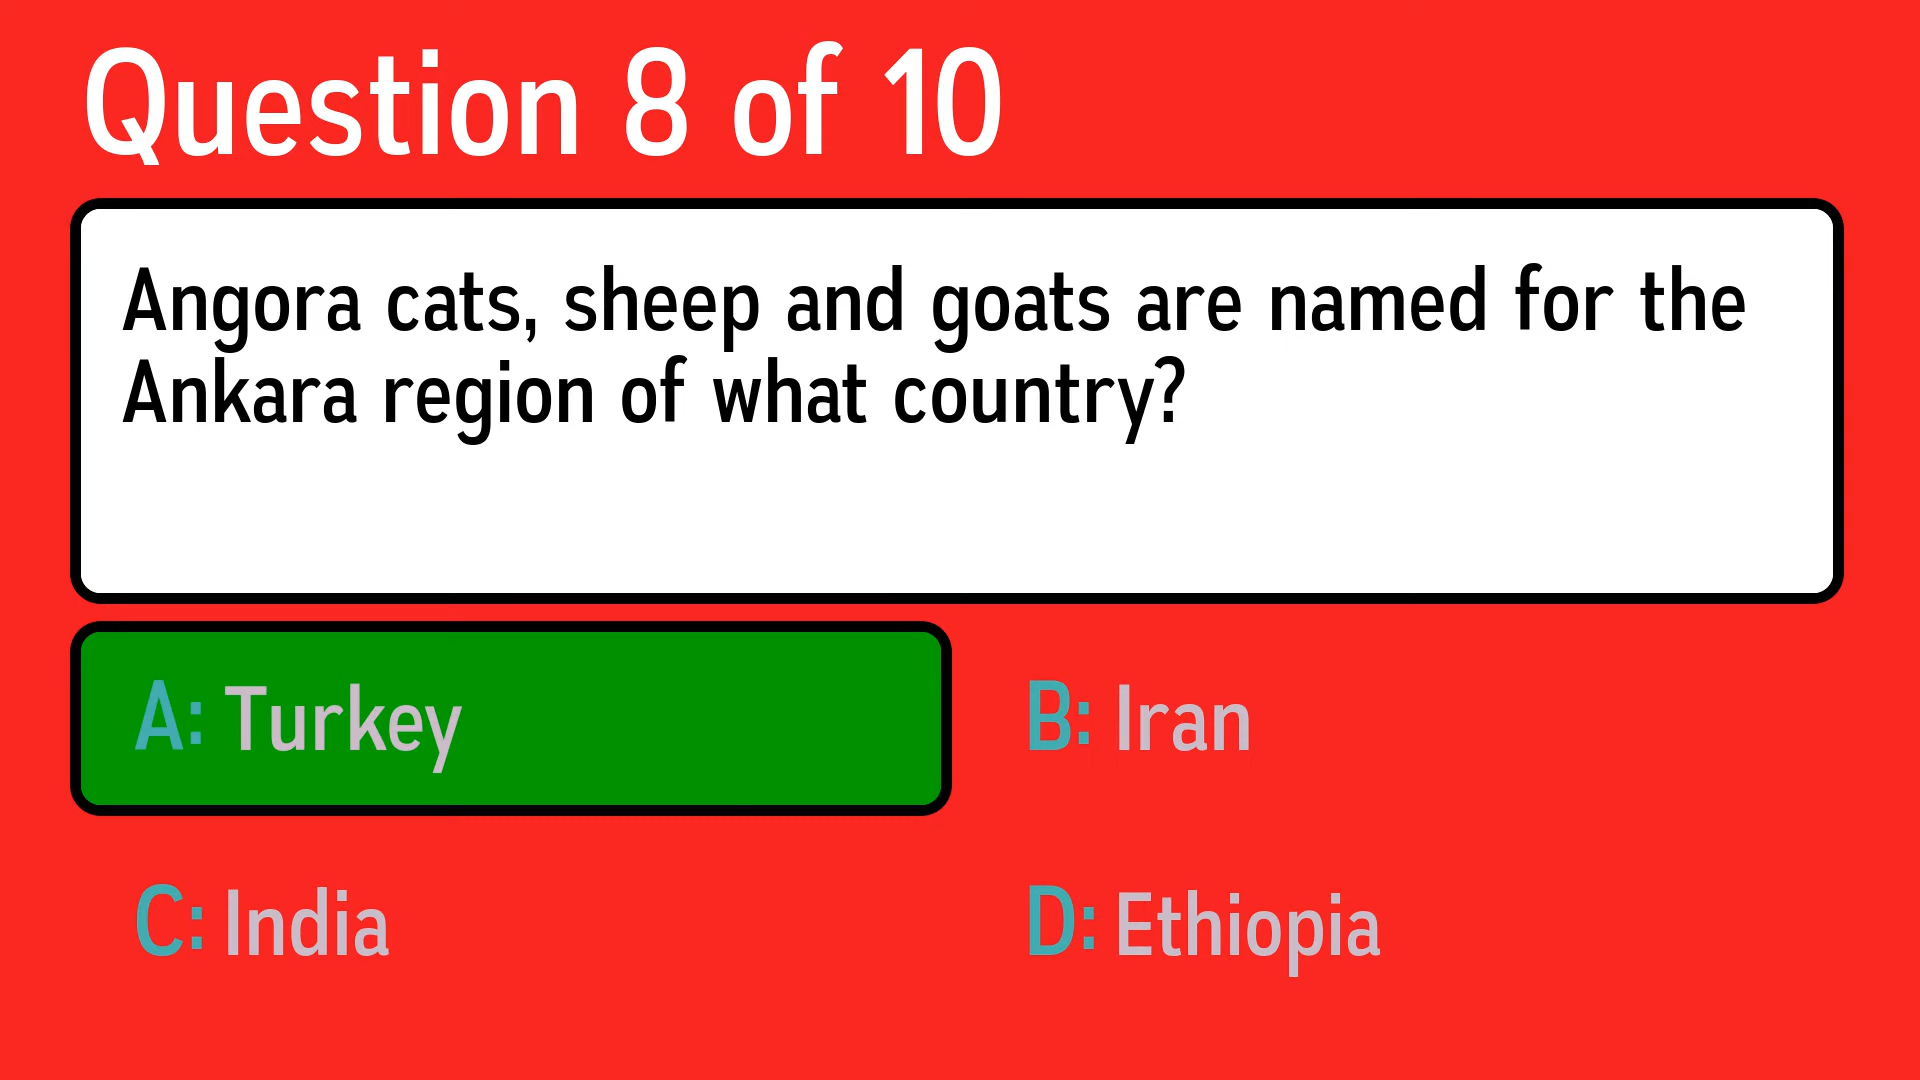 Question 8 of 10
Angora cats, sheep and goats are named for the
Ankara region of what country?
A: Turkey
B: Iran
C: India
D: Ethiopia